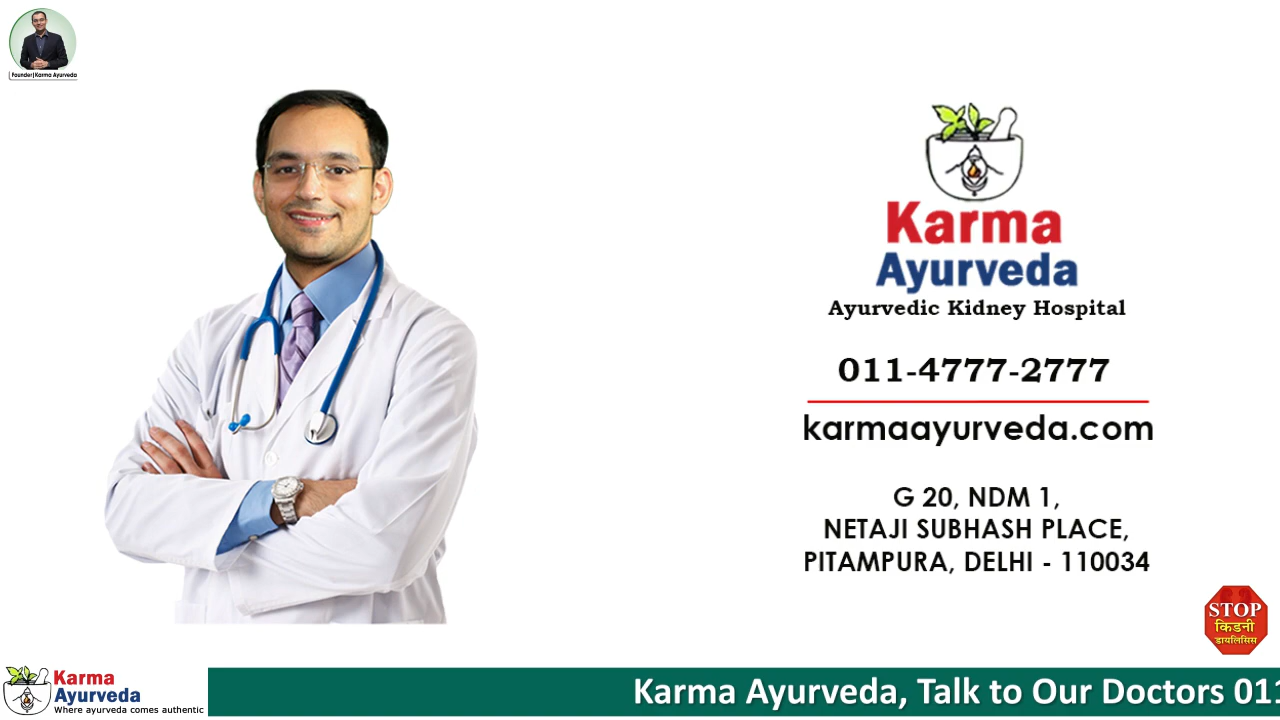 Founder|Karma Ayurveda
Karma
Ayurveda
Ayurvedic Kidney Hospital
011-4777-2777
karmaayurveda.com
G 20, NDM 1,
NETAJI SUBHASH PLACE,
PITAMPURA, DELHI - 110034
STOP
किडनी
डायलिसिस
Karma
Ayurveda
Where ayurveda comes authentic
Karma Ayurveda, Talk to Our Doctors 011